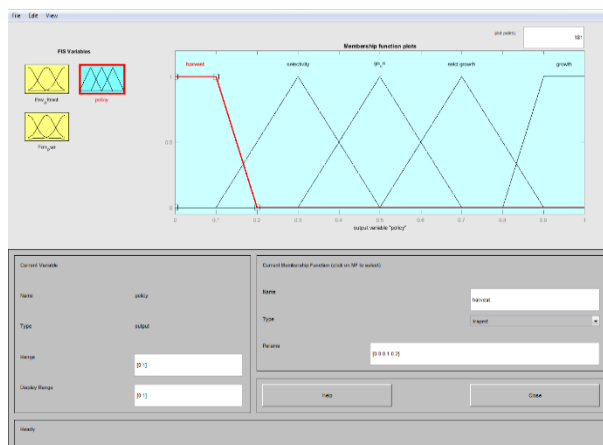 File Edit View
plot points:
181
FIS Variables
Membership function plots
harvest selectivity reld growth growth
policy
1
0.5
0
0 0.1 0.2 0.3 0.4 0.5 0.6 0.7 0.8 0.9 1
output variable "policy"
Current Variable
Current Membership Function (click on MF to select)
Name policy
Name harvest
Type output
Type trapmf
Params [0 0 0.1 0.2]
Range [0 1]
Display Range [0 1]
Help
Close
Ready